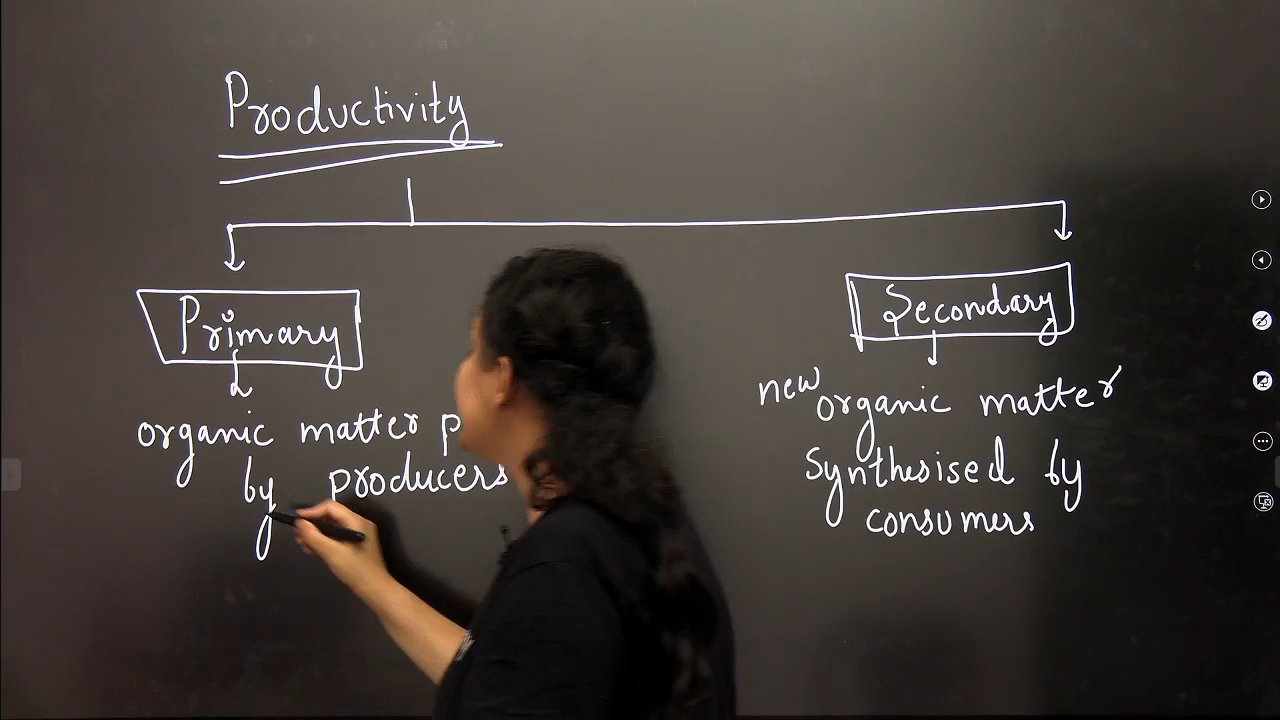 Productivity
Primary
Secondary
organic matter p
by producers
new organic matter
synthesised by
consumers